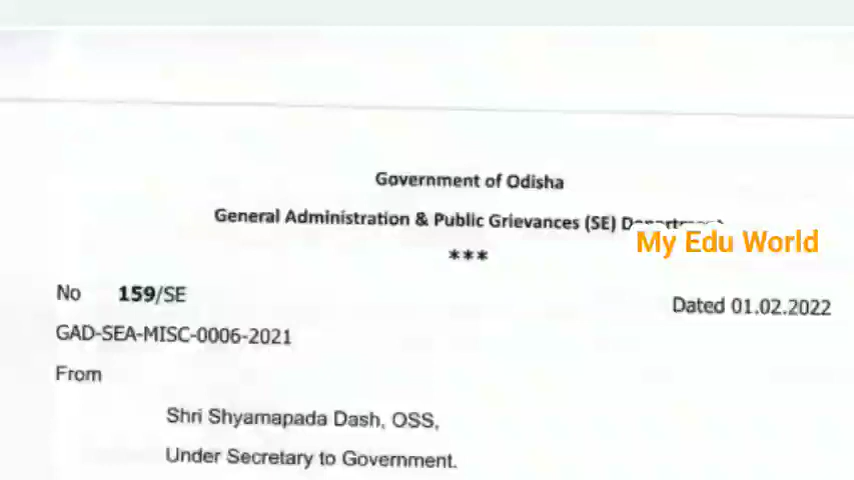 Government of Odisha
General Administration & Public Grievances (SE)
My Edu World
***
No 159/SE
Dated 01.02.2022
GAD-SEA-MISC-0006-2021
From
Shri Shyamapada Dash, OSS,
Under Secretary to Government.